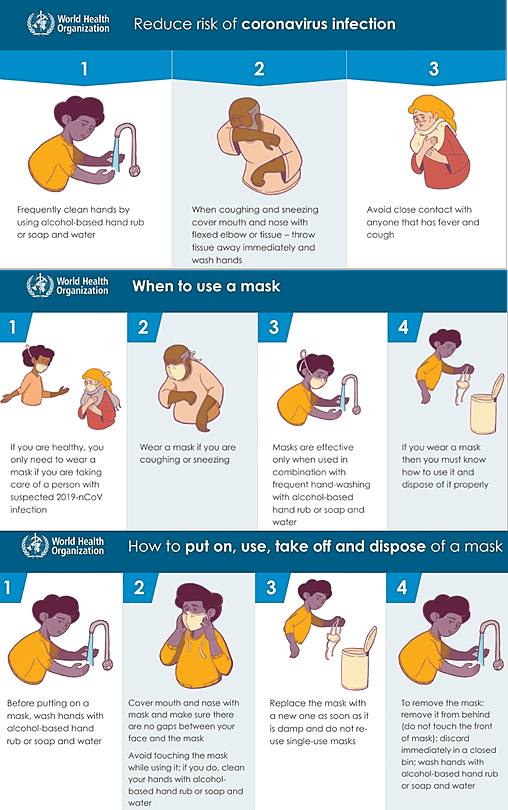 World Health
Organization
Reduce risk of coronavirus infection
1
2
3
Frequently clean hands by
using alcohol-based hand rub
or soap and water
When coughing and sneezing
cover mouth and nose with
flexed elbow or tissue – throw
tissue away immediately and
wash hands
Avoid close contact with
anyone that has fever and
cough
World Health
Organization
When to use a mask
1
2
3
4
If you are healthy, you
only need to wear a
mask if you are taking
care of a person with
suspected 2019-nCoV
infection
Wear a mask if you are
coughing or sneezing
Masks are effective
only when used in
combination with
frequent hand-washing
with alcohol-based
hand rub or soap and
water
If you wear a mask
then you must know
how to use it and
dispose of it properly
World Health
Organization
How to put on, use, take off and dispose of a mask
1
2
3
4
Before putting on a
mask, wash hands with
alcohol-based hand
rub or soap and water
Cover mouth and nose with
mask and make sure there
are no gaps between your
face and the mask
Avoid touching the mask
while using it; if you do, clean
your hands with alcohol-
based hand rub or soap and
water
Replace the mask with
a new one as soon as it
is damp and do not re-
use single-use masks
To remove the mask:
remove it from behind
(do not touch the front
of mask); discard
immediately in a closed
bin; wash hands with
alcohol-based hand rub
or soap and water